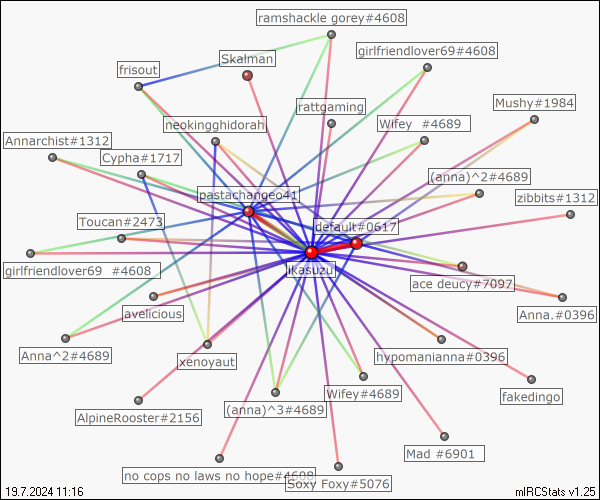 ramshackle gorey#4608
girlfriendlover69#4608
Skalman
frisout
rattgaming
Mushy#1984
neokingghidorah
Wifey  #4689
Annarchist#1312
Cypha#1717
(anna)^2#4689
pastachangeo41
zibbits#1312
Toucan#2473
default#0617
likasuzu
girlfriendlover69  #4608
ace deucy#7097
avelicious
Anna.#0396
Anna^2#4689
xenoyaut
hypomanianna#0396
Wifey#4689
fakedingo
AlpineRooster#2156
(anna)^3#4689
Mad #6901
no cops no laws no hope#4608
Soxy Foxy#5076
19.7.2024 11:16
mIRCStats v1.25